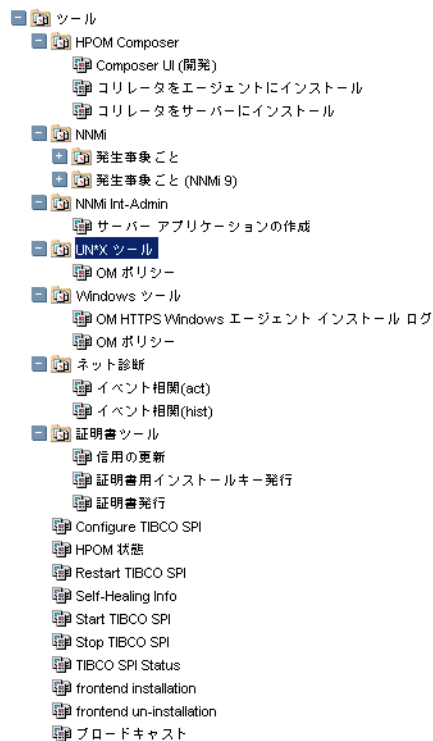 ツール
HPOM Composer
Composer UI (開発)
コリレータをエージェントにインストール
コリレータをサーバーにインストール
NNMi
発生事象ごと
発生事象ごと (NNMi 9)
NNMi Int-Admin
サーバー アプリケーションの作成
UN*X ツール
OM ポリシー
Windows ツール
OM HTTPS Windows エージェント インストール ログ
OM ポリシー
ネット診断
イベント相関(act)
イベント相関(hist)
証明書ツール
信用の更新
証明書用インストールキー発行
証明書発行
Configure TIBCO SPI
HPOM 状態
Restart TIBCO SPI
Self-Healing Info
Start TIBCO SPI
Stop TIBCO SPI
TIBCO SPI Status
frontend installation
frontend un-installation
ブロードキャスト